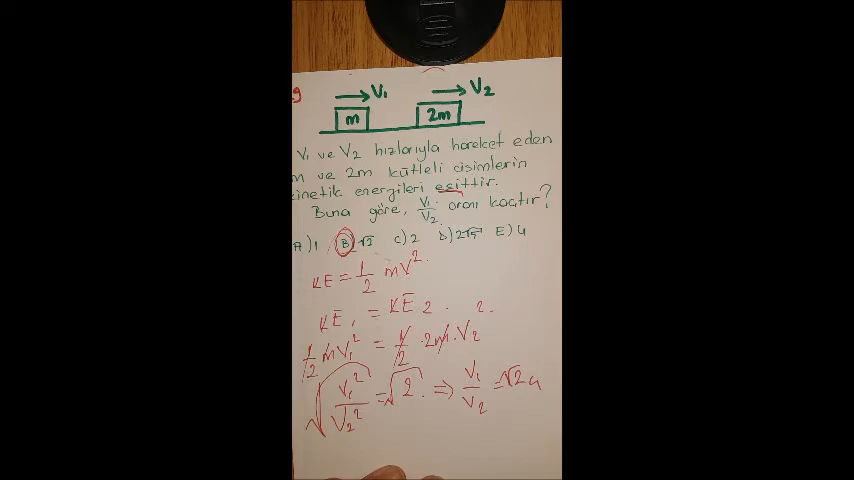 9
V₁ V₂
m 2m
V₁ ve V₂ hızlarıyla hareket eden
m ve 2m kütleli cisimlerin
kinetik energileri eşittir.
Buna göre, V₁/V₂ oranı kaçtır?
A) 1 B) √2 C) 2 D) 2√2 E) 4
KE = 1/2 mV²
KE₁ = KE₂
1/2 mV₁² = 1/2 · 2m · V₂²
√(V₁²/V₂²) = √2 ⇒ V₁/V₂ = √2